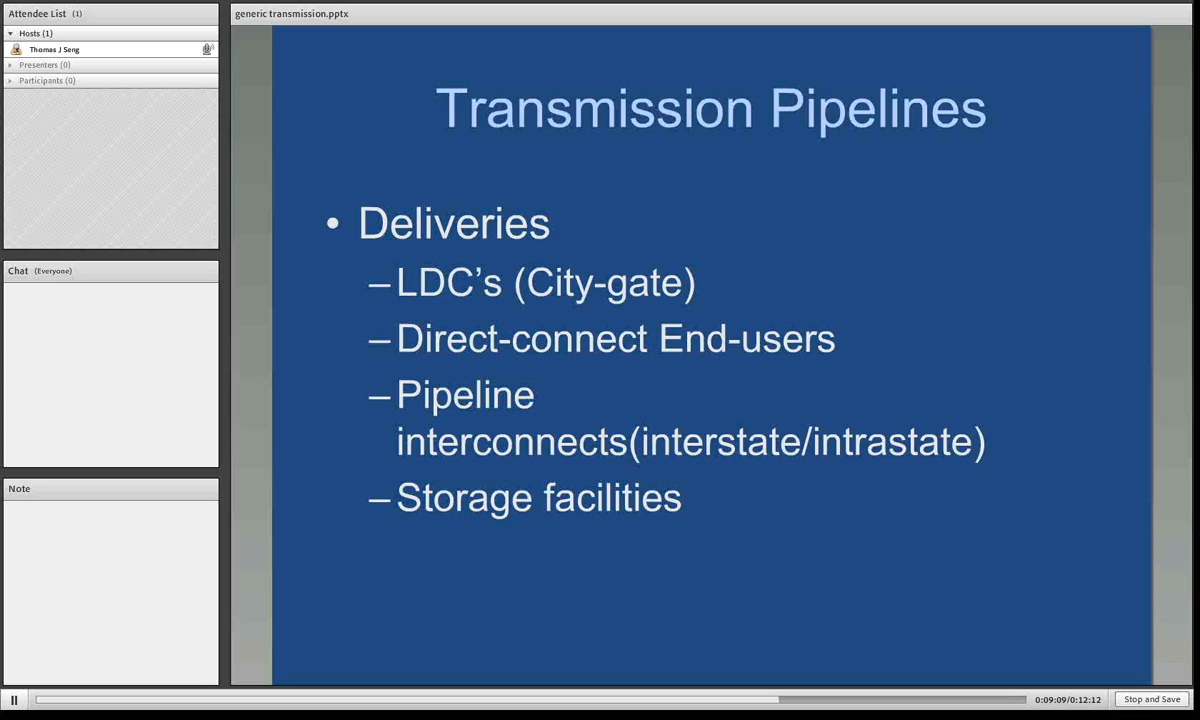 Attendee List (1)
Hosts (1)
Thomas J Seng
Presenters (0)
Participants (0)
Chat (Everyone)
Note
generic transmission.pptx
Transmission Pipelines
• Deliveries
–LDC’s (City-gate)
–Direct-connect End-users
–Pipeline
interconnects(interstate/intrastate)
–Storage facilities
0:09:09/0:12:12
Stop and Save